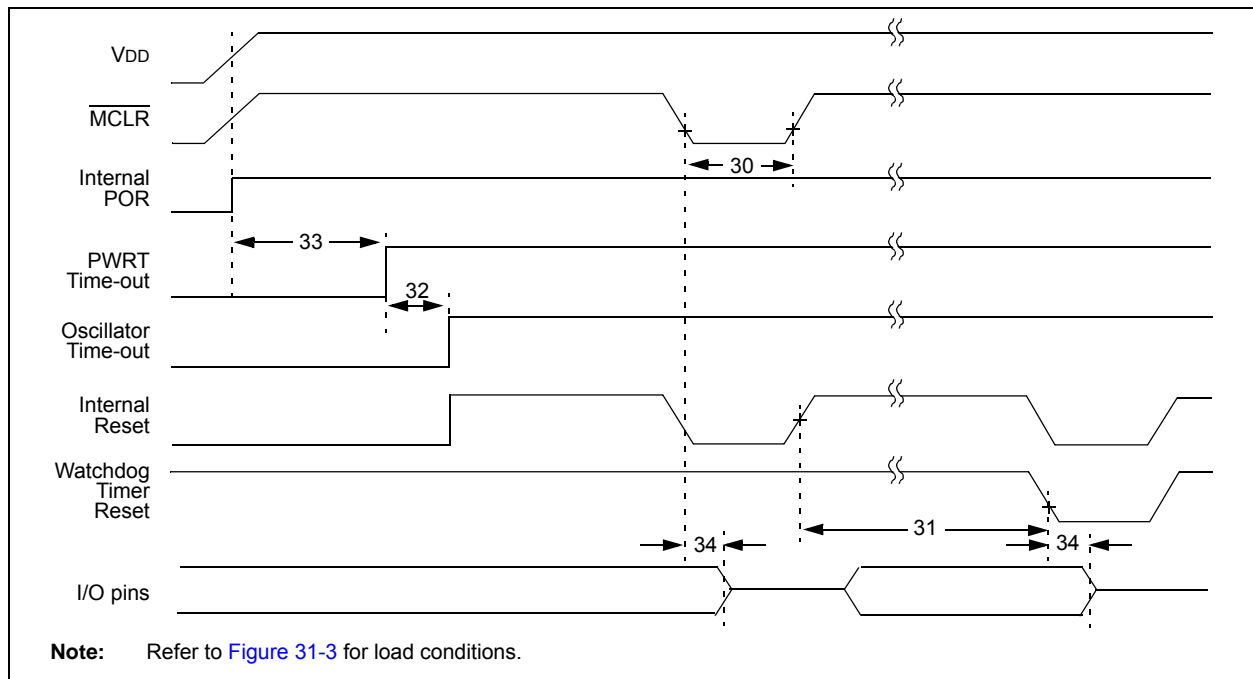 VDD
MCLR
30
Internal
POR
33
PWRT
Time-out
32
Oscillator
Time-out
Internal
Reset
Watchdog
Timer
Reset
31
34
34
I/O pins
Note: Refer to Figure 31-3 for load conditions.